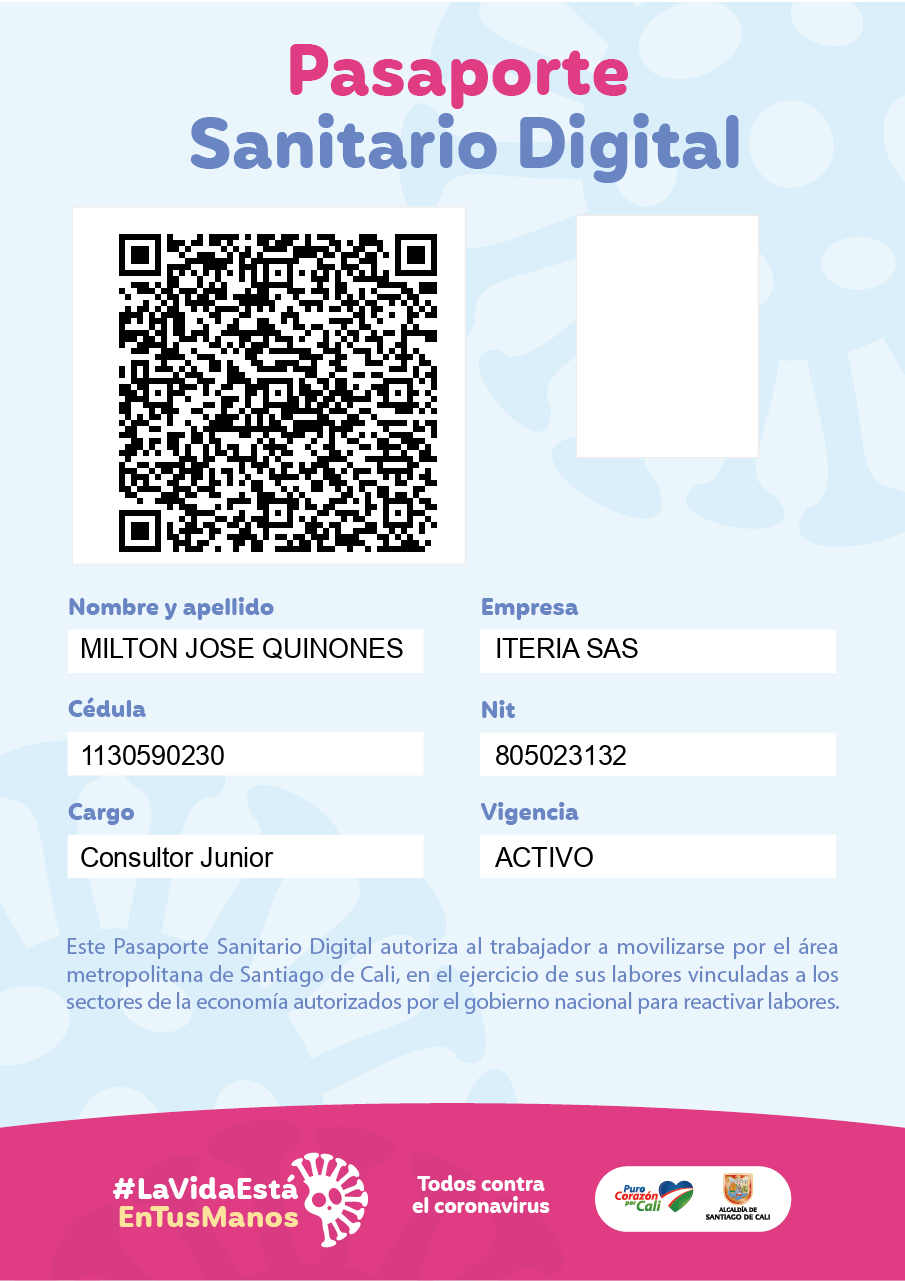 Pasaporte
Sanitario Digital
Nombre y apellido
MILTON JOSE QUINONES
Empresa
ITERIA SAS
Cédula
1130590230
Nit
805023132
Cargo
Consultor Junior
Vigencia
ACTIVO
Este Pasaporte Sanitario Digital autoriza al trabajador a movilizarse por el área
metropolitana de Santiago de Cali, en el ejercicio de sus labores vinculadas a los
sectores de la economía autorizados por el gobierno nacional para reactivar labores.
#LaVidaEstá
EnTusManos
Todos contra
el coronavirus
Puro
Corazón
por Cali
ALCALDÍA DE
SANTIAGO DE CALI